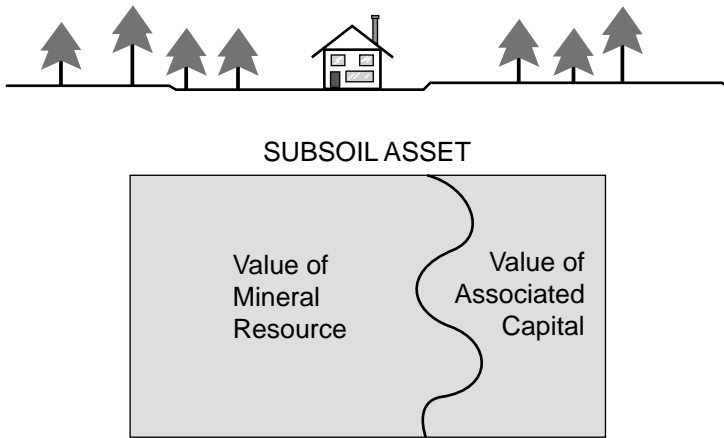 SUBSOIL ASSET
Value of
Mineral
Resource
Value of
Associated
Capital